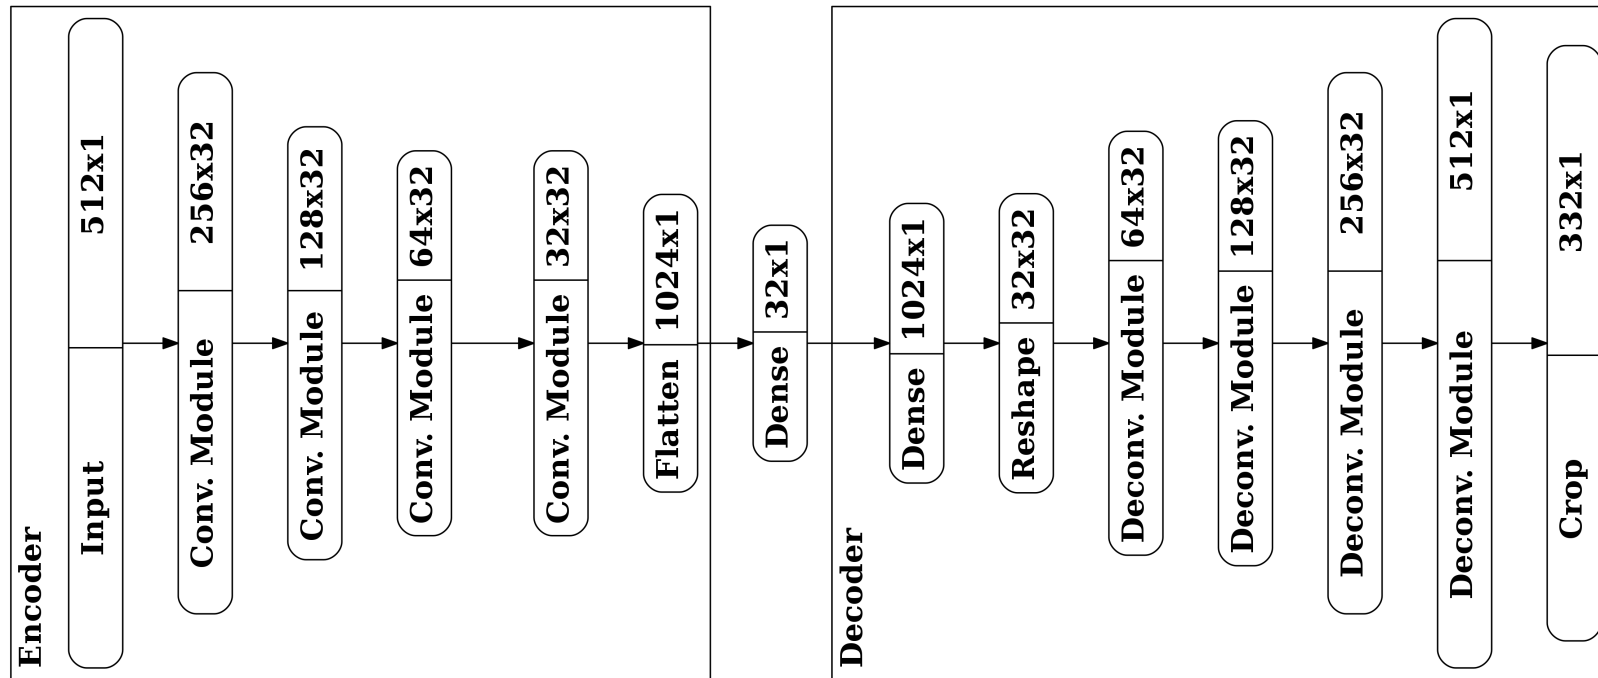 Encoder
Input 512x1
Conv. Module 256x32
Conv. Module 128x32
Conv. Module 64x32
Conv. Module 32x32
Flatten 1024x1
Dense 32x1
Decoder
Dense 1024x1
Reshape 32x32
Deconv. Module 64x32
Deconv. Module 128x32
Deconv. Module 256x32
Deconv. Module 512x1
Crop 332x1